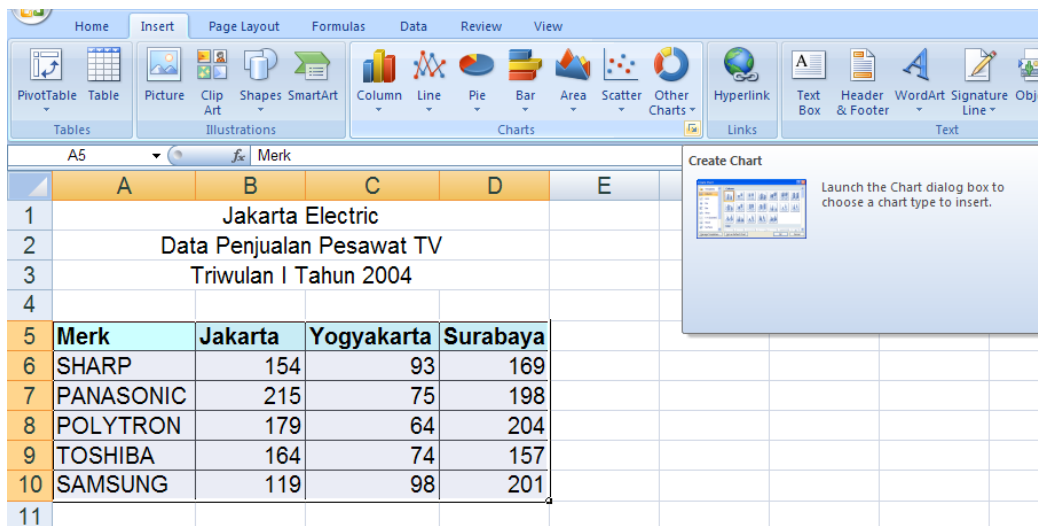 Home Insert Page Layout Formulas Data Review View
PivotTable Table Picture Clip Art Shapes SmartArt Column Line Pie Bar Area Scatter Other Charts Hyperlink Text Box Header & Footer WordArt Signature Line Obj
Tables Illustrations Charts Links Text
A5 fx Merk
Create Chart
Launch the Chart dialog box to
choose a chart type to insert.
A B C D E
1 Jakarta Electric
2 Data Penjualan Pesawat TV
3 Triwulan I Tahun 2004
4
5 Merk Jakarta Yogyakarta Surabaya
6 SHARP 154 93 169
7 PANASONIC 215 75 198
8 POLYTRON 179 64 204
9 TOSHIBA 164 74 157
10 SAMSUNG 119 98 201
11